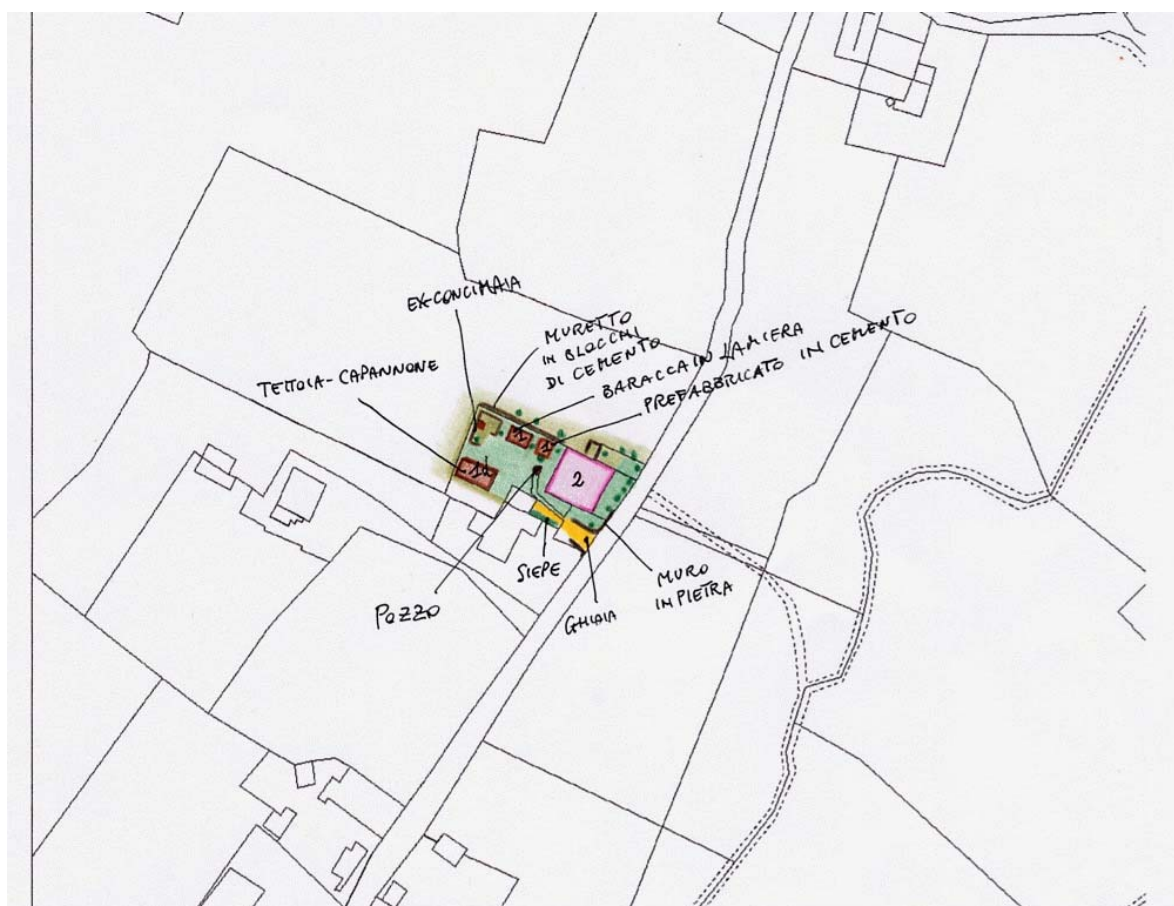 EX-CONCIMAIA
MURETTO
IN BLOCCHI
DI CEMENTO
BARACCA IN LAMIERA
PREFABBRICATO IN CEMENTO
TETTOIA-CAPANNONE
2
SIEPE
POZZO
GHIAIA
MURO
IN PIETRA